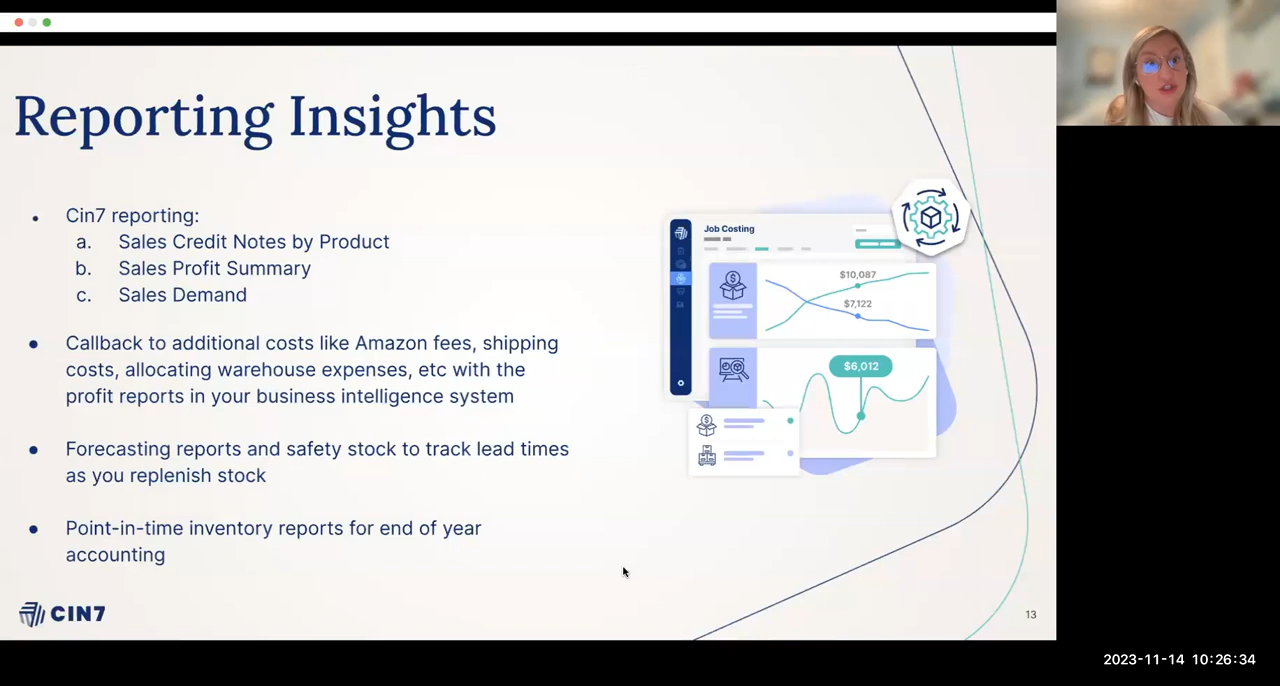 Reporting Insights
• Cin7 reporting:
a. Sales Credit Notes by Product
b. Sales Profit Summary
c. Sales Demand
• Callback to additional costs like Amazon fees, shipping
costs, allocating warehouse expenses, etc with the
profit reports in your business intelligence system
• Forecasting reports and safety stock to track lead times
as you replenish stock
• Point-in-time inventory reports for end of year
accounting
Job Costing
$10,087
$7,122
$6,012
CIN7
13
2023-11-14 10:26:34